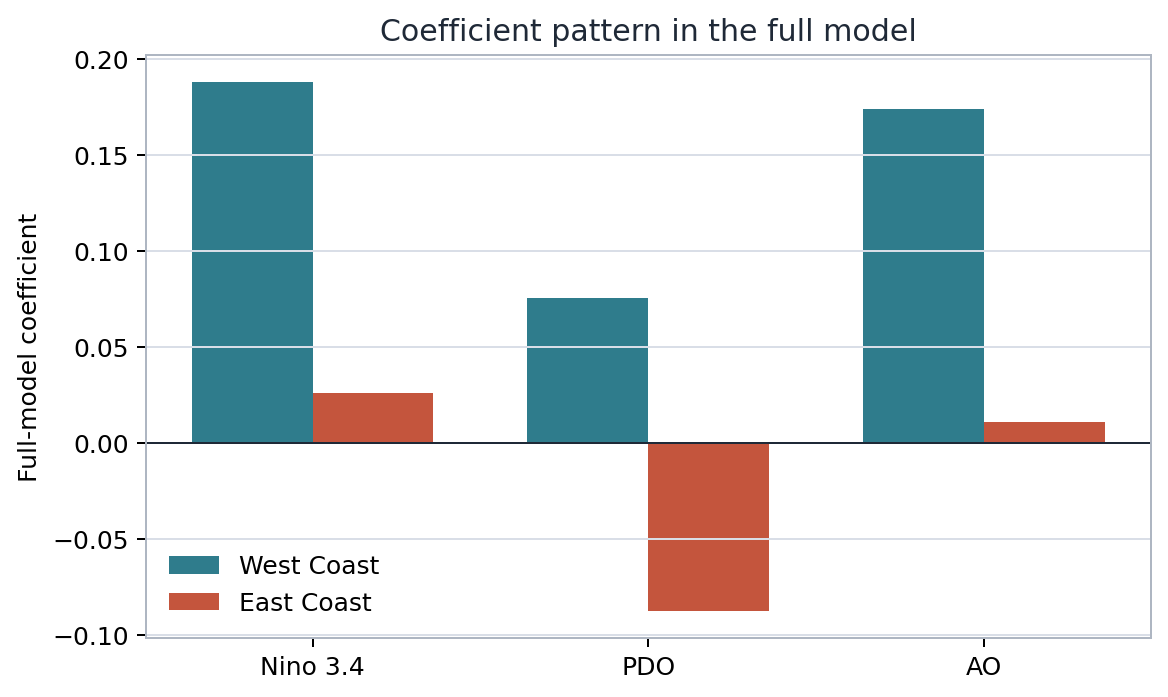 Coefficient pattern in the full model
Full-model coefficient
0.20
0.15
0.10
0.05
0.00
−0.05
−0.10
West Coast
East Coast
Nino 3.4
PDO
AO